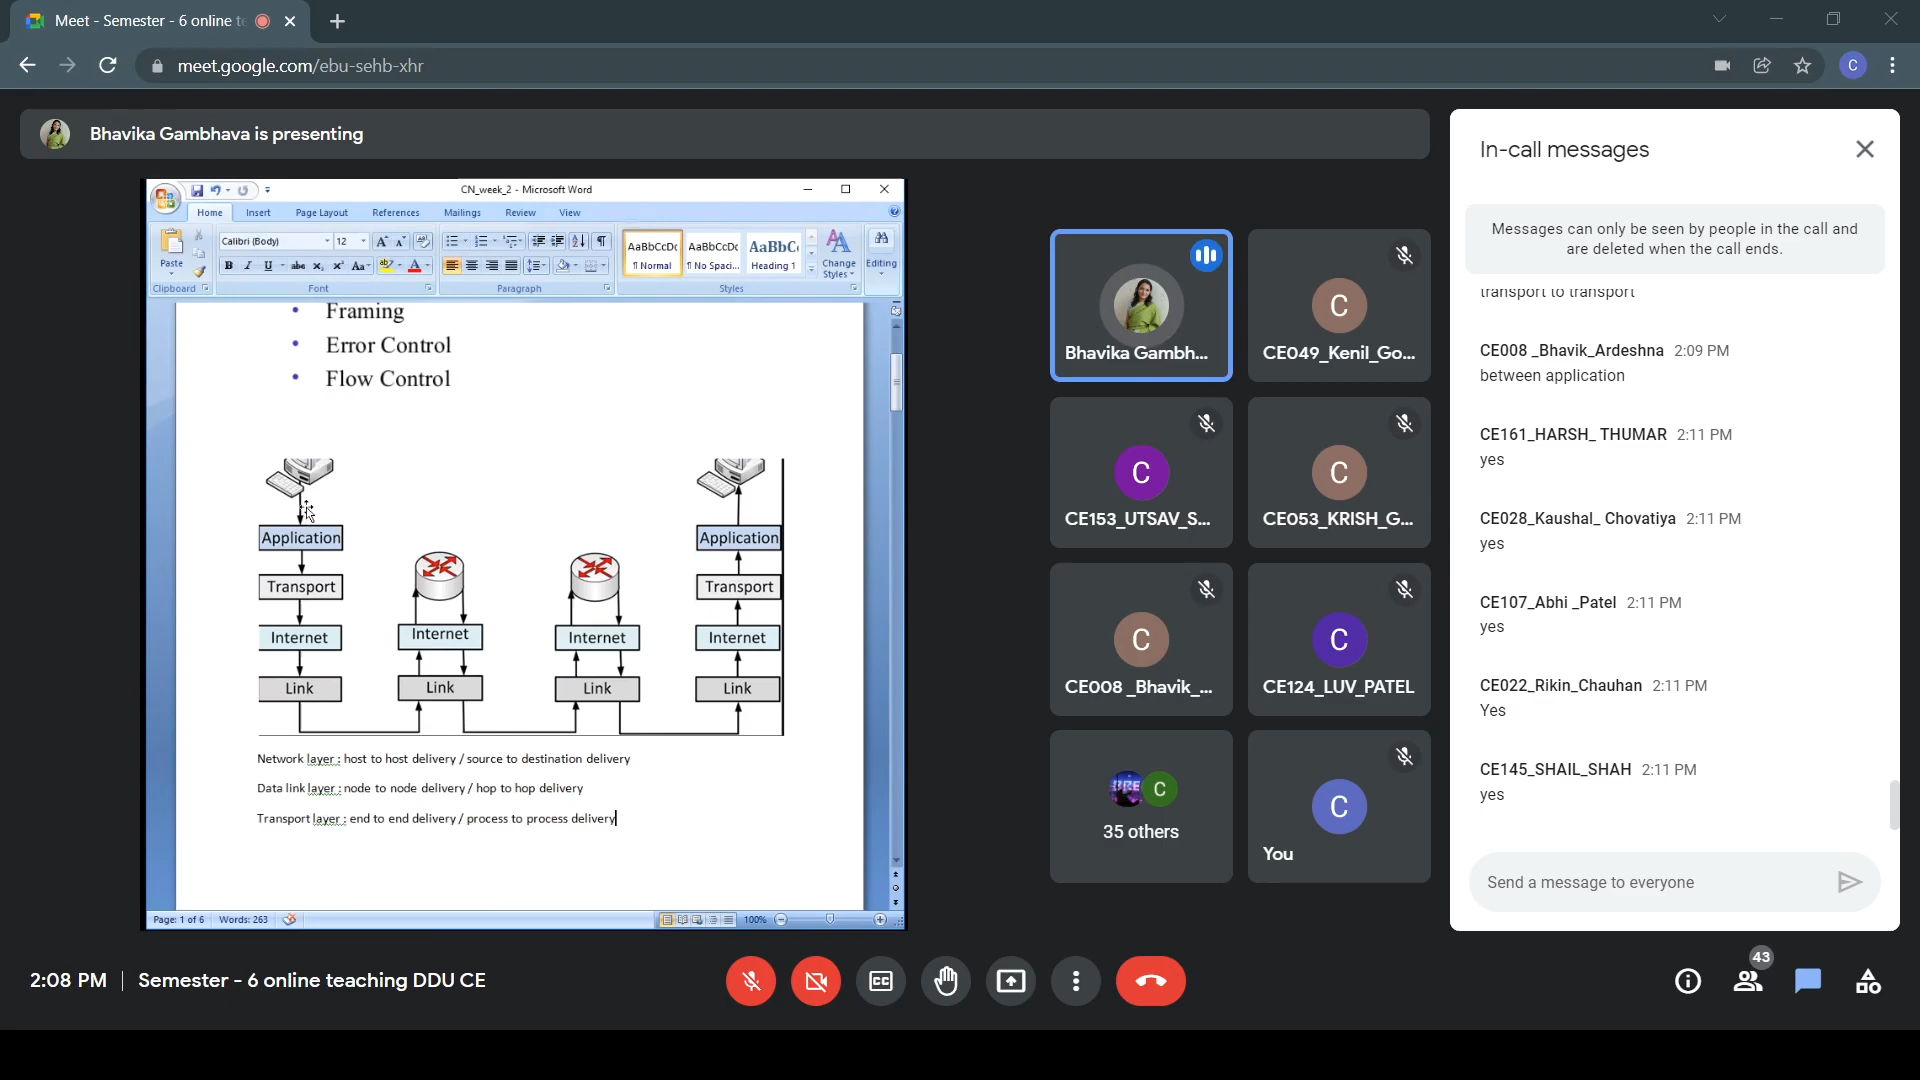 Meet - Semester - 6 online te
meet.google.com/ebu-sehb-xhr
C
Bhavika Gambhava is presenting
CN_week_2 - Microsoft Word
Home Insert Page Layout References Mailings Review View
Paste
Clipboard
Calibri (Body) 12
B I U abc x₂ x² Aa
Font
Paragraph
AaBbCcDc AaBbCcDc AaBbC
¶ Normal ¶ No Spaci... Heading 1
Change Styles
Styles
Editing
• Framing
• Error Control
• Flow Control
Application Application
Transport Transport
Internet Internet Internet Internet
Link Link Link Link
Network layer : host to host delivery / source to destination delivery
Data link layer : node to node delivery / hop to hop delivery
Transport layer : end to end delivery / process to process delivery
Page: 1 of 6 Words: 263 100%
Bhavika Gambh...
C
CE049_Kenil_Go...
C
CE153_UTSAV_S...
C
CE053_KRISH_G...
C
CE008 _Bhavik_...
C
CE124_LUV_PATEL
C
35 others
C
You
In-call messages
Messages can only be seen by people in the call and
are deleted when the call ends.
transport to transport
CE008 _Bhavik_Ardeshna 2:09 PM
between application
CE161_HARSH_ THUMAR 2:11 PM
yes
CE028_Kaushal_ Chovatiya 2:11 PM
yes
CE107_Abhi _Patel 2:11 PM
yes
CE022_Rikin_Chauhan 2:11 PM
Yes
CE145_SHAIL_SHAH 2:11 PM
yes
Send a message to everyone
2:08 PM | Semester - 6 online teaching DDU CE
43